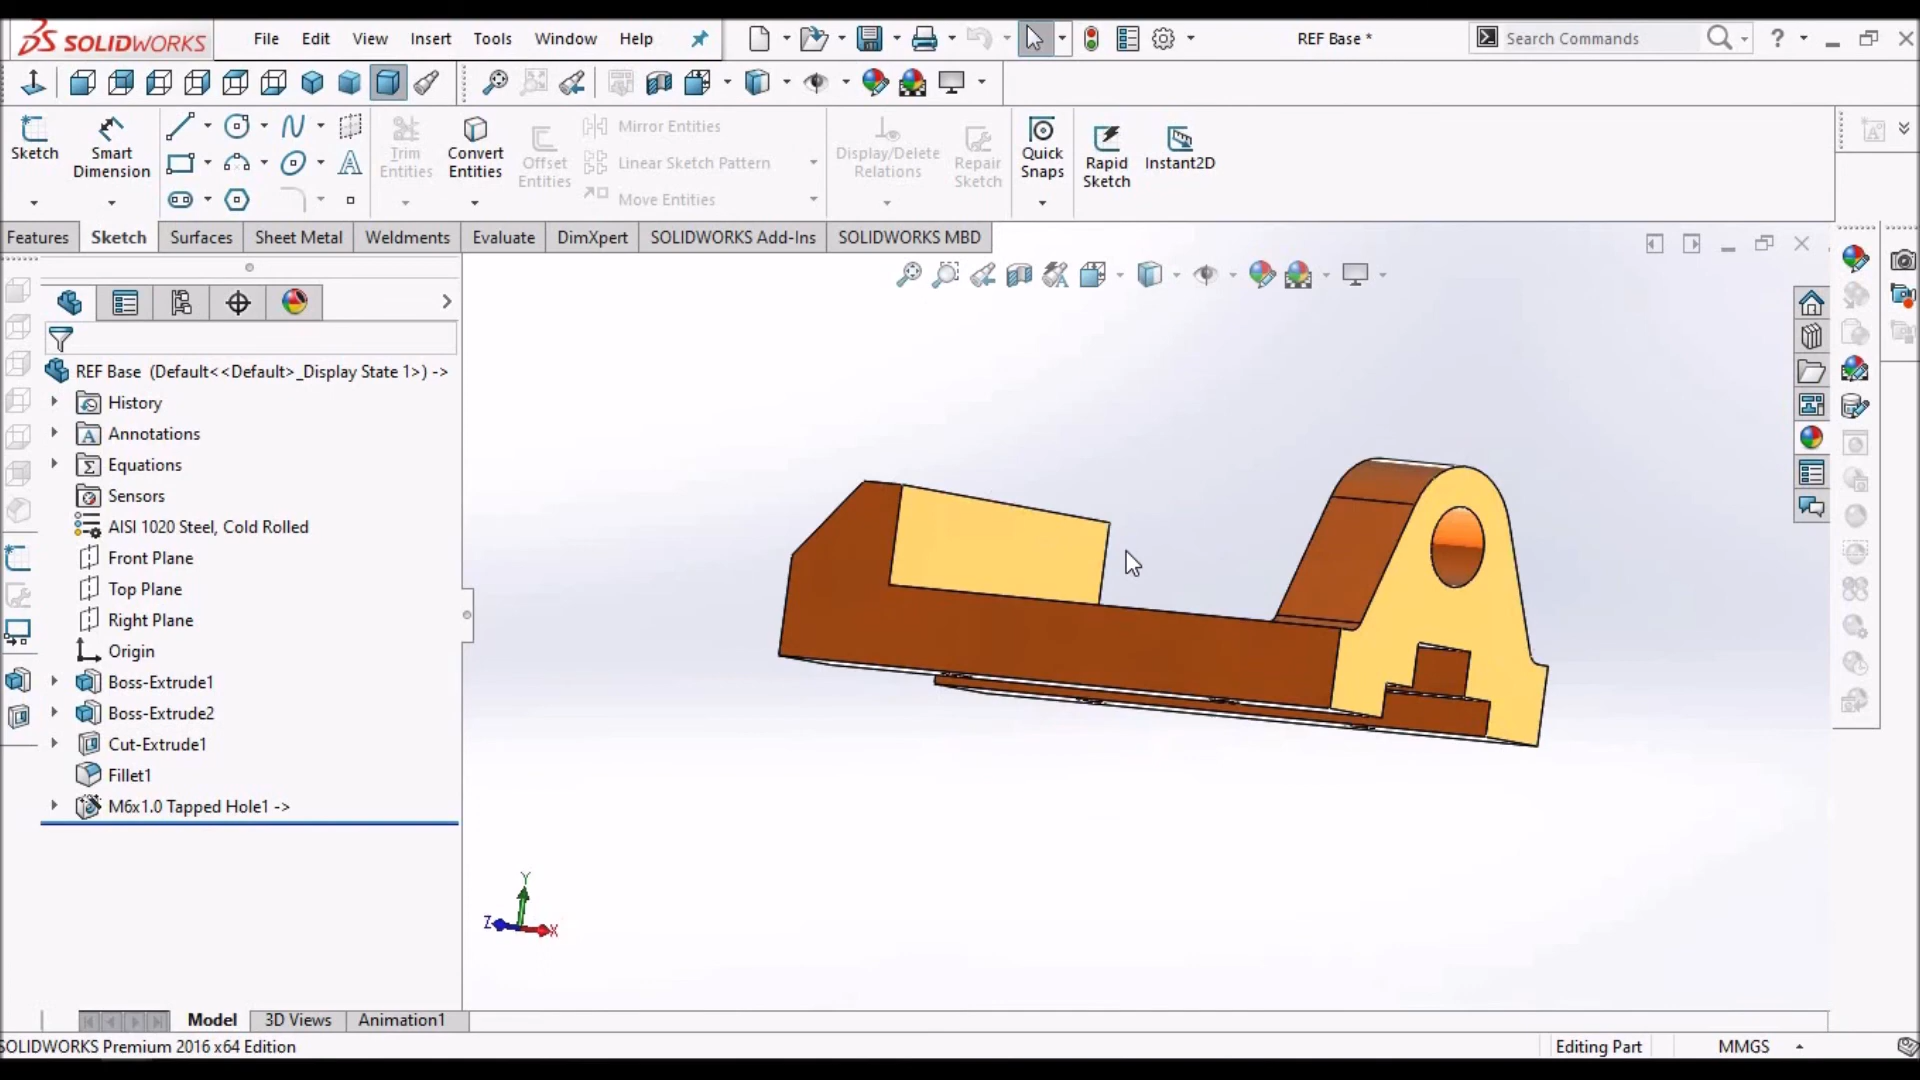 SOLIDWORKS File Edit View Insert Tools Window Help REF Base * Search Commands ?
Sketch Smart Dimension Trim Entities Convert Entities Offset Entities Mirror Entities Linear Sketch Pattern Move Entities Display/Delete Relations Repair Sketch Quick Snaps Rapid Sketch Instant2D
Features Sketch Surfaces Sheet Metal Weldments Evaluate DimXpert SOLIDWORKS Add-Ins SOLIDWORKS MBD
REF Base (Default<<Default>_Display State 1>) ->
History
Annotations
Equations
Sensors
AISI 1020 Steel, Cold Rolled
Front Plane
Top Plane
Right Plane
Origin
Boss-Extrude1
Boss-Extrude2
Cut-Extrude1
Fillet1
M6x1.0 Tapped Hole1 ->
Y
Z X
Model 3D Views Animation1
SOLIDWORKS Premium 2016 x64 Edition Editing Part MMGS